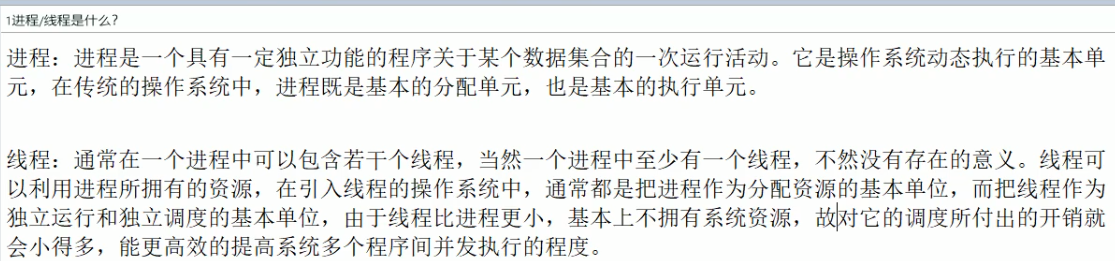 1进程/线程是什么？
进程：进程是一个具有一定独立功能的程序关于某个数据集合的一次运行活动。它是操作系统动态执行的基本单
元，在传统的操作系统中，进程既是基本的分配单元，也是基本的执行单元。
线程：通常在一个进程中可以包含若干个线程，当然一个进程中至少有一个线程，不然没有存在的意义。线程可
以利用进程所拥有的资源，在引入线程的操作系统中，通常都是把进程作为分配资源的基本单位，而把线程作为
独立运行和独立调度的基本单位，由于线程比进程更小，基本上不拥有系统资源，故对它的调度所付出的开销就
会小得多，能更高效的提高系统多个程序间并发执行的程度。